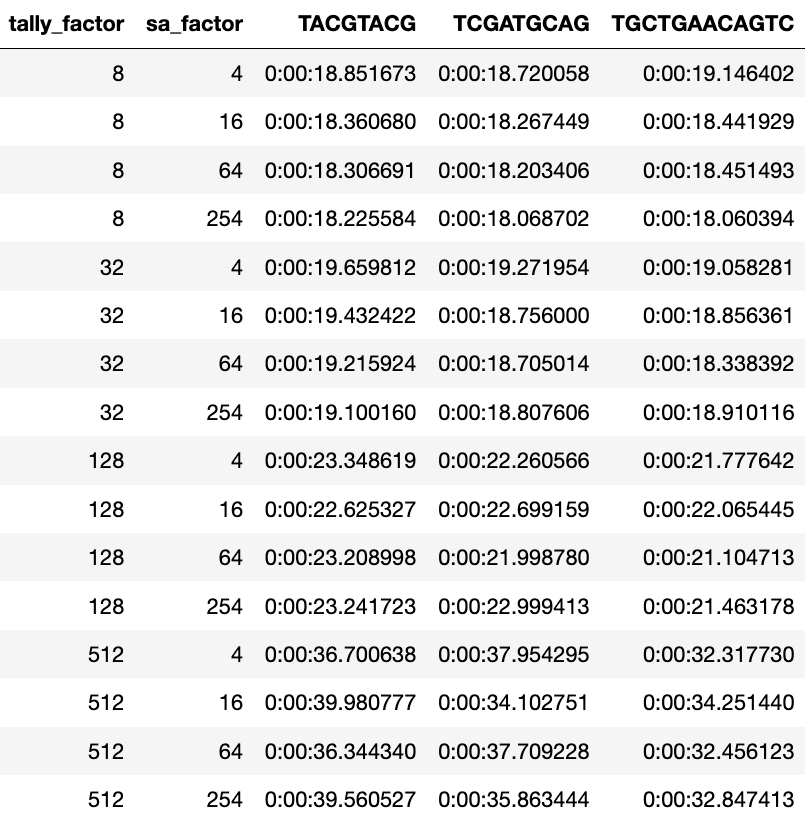 tally_factor sa_factor TACGTACG TCGATGCAG TGCTGAACAGTC
8 4 0:00:18.851673 0:00:18.720058 0:00:19.146402
8 16 0:00:18.360680 0:00:18.267449 0:00:18.441929
8 64 0:00:18.306691 0:00:18.203406 0:00:18.451493
8 254 0:00:18.225584 0:00:18.068702 0:00:18.060394
32 4 0:00:19.659812 0:00:19.271954 0:00:19.058281
32 16 0:00:19.432422 0:00:18.756000 0:00:18.856361
32 64 0:00:19.215924 0:00:18.705014 0:00:18.338392
32 254 0:00:19.100160 0:00:18.807606 0:00:18.910116
128 4 0:00:23.348619 0:00:22.260566 0:00:21.777642
128 16 0:00:22.625327 0:00:22.699159 0:00:22.065445
128 64 0:00:23.208998 0:00:21.998780 0:00:21.104713
128 254 0:00:23.241723 0:00:22.999413 0:00:21.463178
512 4 0:00:36.700638 0:00:37.954295 0:00:32.317730
512 16 0:00:39.980777 0:00:34.102751 0:00:34.251440
512 64 0:00:36.344340 0:00:37.709228 0:00:32.456123
512 254 0:00:39.560527 0:00:35.863444 0:00:32.847413